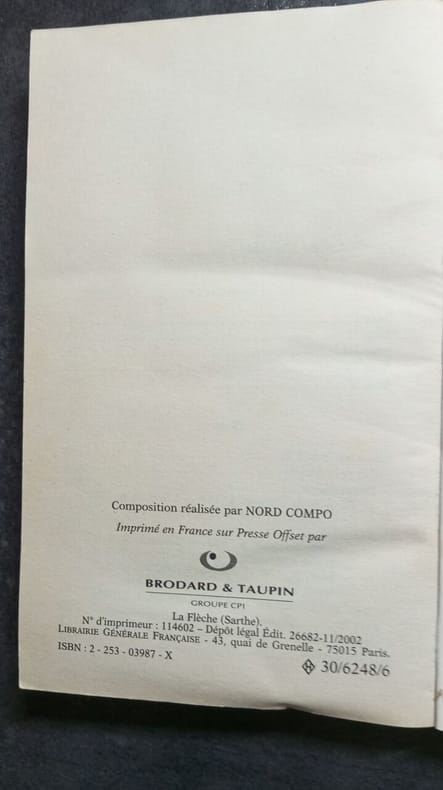 Composition réalisée par NORD COMPO
Imprimé en France sur Presse Offset par
BRODARD & TAUPIN
GROUPE CPI
La Flèche (Sarthe).
N° d'imprimeur : 114602 – Dépôt légal Édit. 26682-11/2002
LIBRAIRIE GÉNÉRALE FRANÇAISE - 43, quai de Grenelle - 75015 Paris.
ISBN : 2 - 253 - 03987 - X
30/6248/6